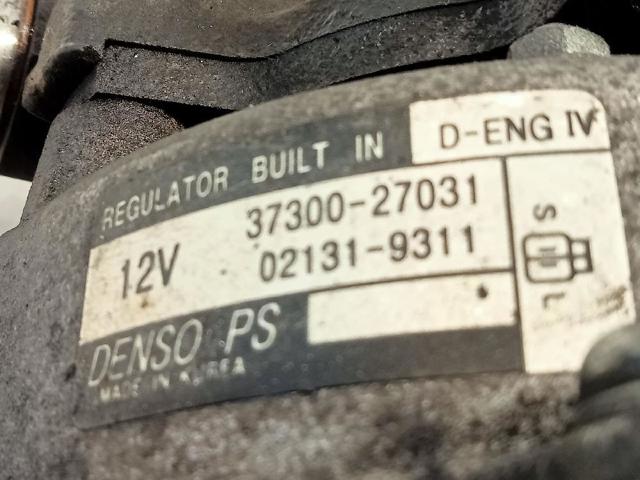 REGULATOR BUILT IN
D-ENG IV
12V
37300-27031
02131-9311
S
L
DENSO PS
MADE IN KOREA